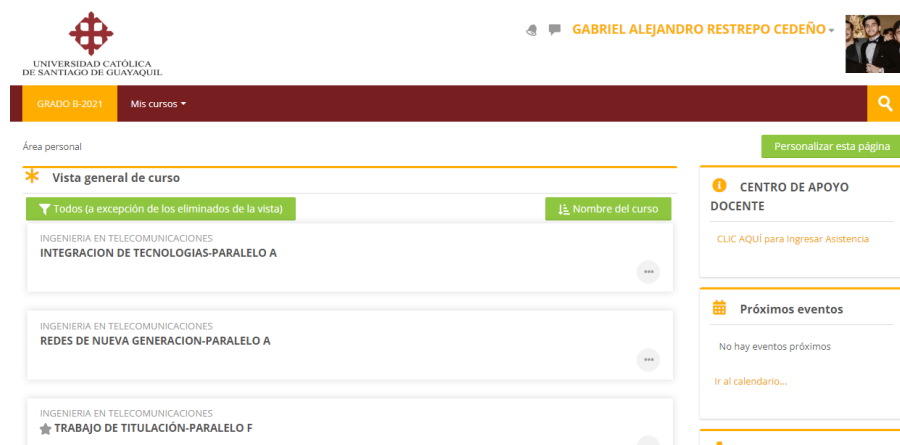 UNIVERSIDAD CATÓLICA
DE SANTIAGO DE GUAYAQUIL
GABRIEL ALEJANDRO RESTREPO CEDEÑO
GRADO B-2021
Mis cursos
Área personal
Personalizar esta página
Vista general de curso
Todos (a excepción de los eliminados de la vista)
Nombre del curso
INGENIERIA EN TELECOMUNICACIONES
INTEGRACION DE TECNOLOGIAS-PARALELO A
INGENIERIA EN TELECOMUNICACIONES
REDES DE NUEVA GENERACION-PARALELO A
INGENIERIA EN TELECOMUNICACIONES
TRABAJO DE TITULACIÓN-PARALELO F
CENTRO DE APOYO
DOCENTE
CLIC AQUÍ para Ingresar Asistencia
Próximos eventos
No hay eventos próximos
Ir al calendario...